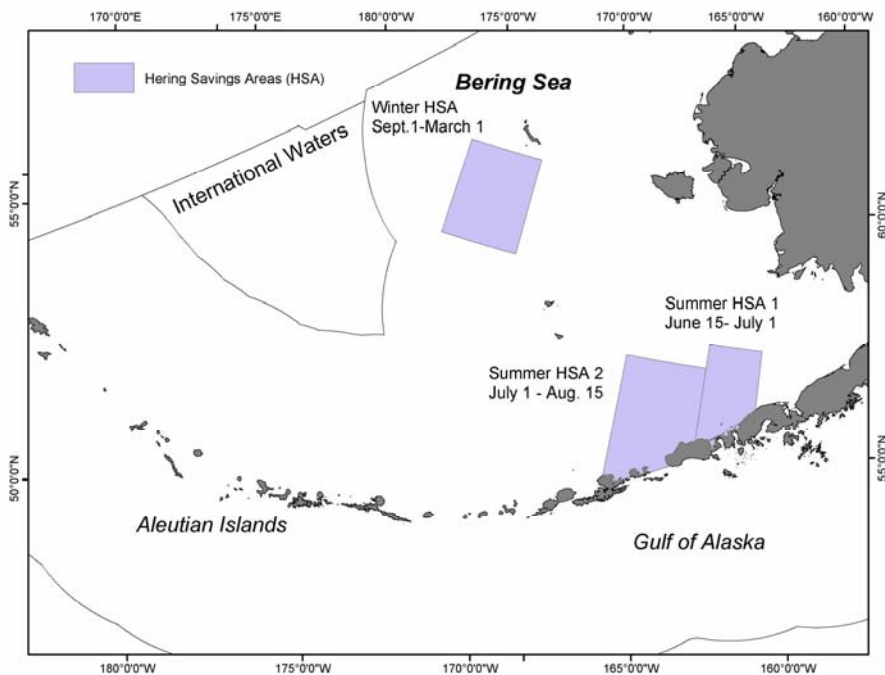 170°0'0"E
175°0'0"E
180°0'0"
175°0'0"W
170°0'0"W
165°0'0"W
160°0'0"W
Hering Savings Areas (HSA)
Bering Sea
Winter HSA
Sept.1-March 1
International Waters
55°0'0"N
60°0'0"N
Summer HSA 1
June 15- July 1
Summer HSA 2
July 1 - Aug. 15
50°0'0"N
55°0'0"N
Aleutian Islands
Gulf of Alaska
180°0'0"
175°0'0"W
170°0'0"W
165°0'0"W
160°0'0"W